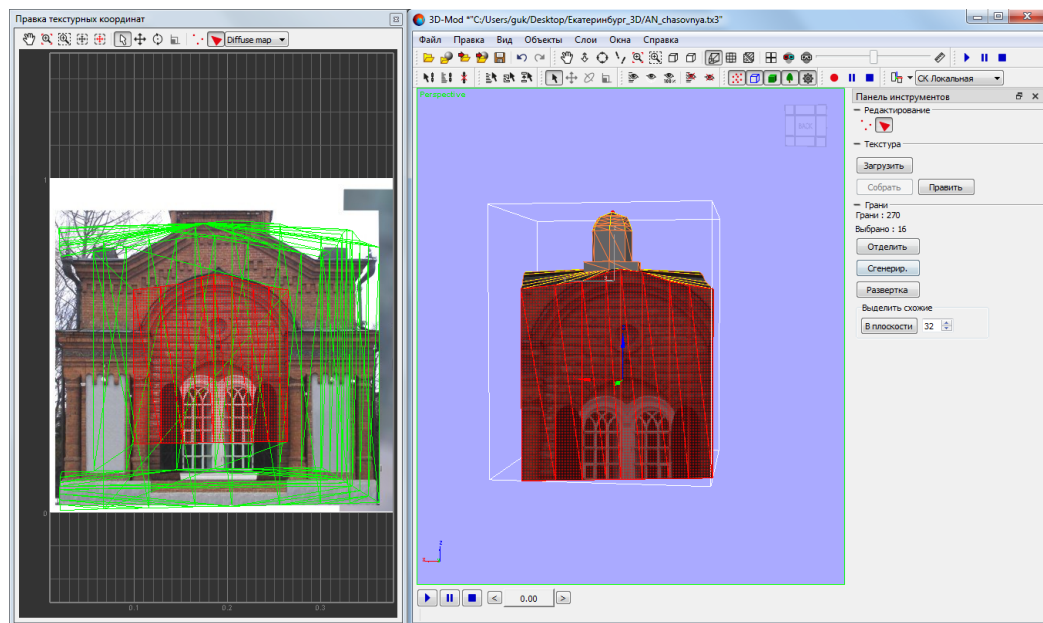 Правка текстурных координат
Diffuse map
1
0
0.1
0.2
0.3
3D-Mod *"C:/Users/guk/Desktop/Екатеринбург_3D/AN_chasovnya.tx3"
Файл Правка Вид Объекты Слои Окна Справка
СК Локальная
Perspective
BACK
z
x
0.00
Панель инструментов
Редактирование
Текстура
Загрузить
Собрать Править
Грани
Грани : 270
Выбрано : 16
Отделить
Сгенерир.
Развертка
Выделить схожие
В плоскости 32